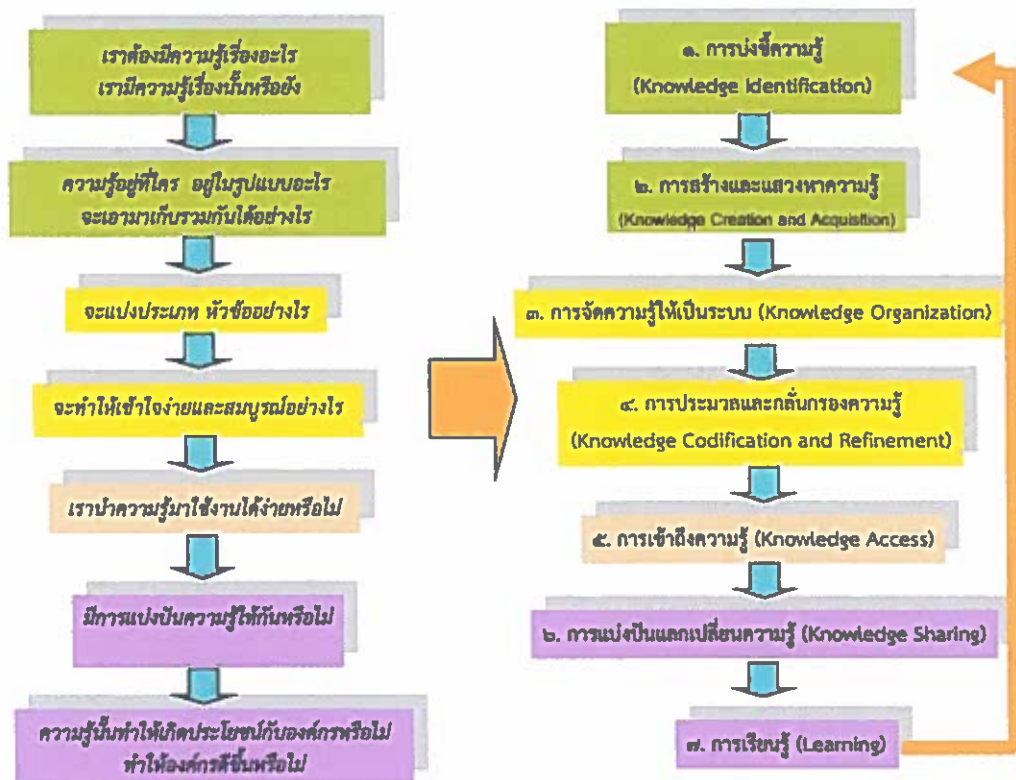 เราต้องมีความรู้เรื่องอะไร
เรามีความรู้เรื่องนั้นหรือยัง
ความรู้อยู่ที่ใคร อยู่ในรูปแบบอะไร
จะเอามาเก็บรวมกันได้อย่างไร
จะแบ่งประเภท หัวข้ออย่างไร
จะทำให้เข้าใจง่ายและสมบูรณ์อย่างไร
เรานำความรู้มาใช้งานได้ง่ายหรือไม่
มีการแบ่งปันความรู้ให้กันหรือไม่
ความรู้นั้นทำให้เกิดประโยชน์กับองค์กรหรือไม่
ทำให้องค์กรดีขึ้นหรือไม่
๑. การบ่งชี้ความรู้
(Knowledge Identification)
๒. การสร้างและแสวงหาความรู้
(Knowledge Creation and Acquisition)
๓. การจัดความรู้ให้เป็นระบบ (Knowledge Organization)
๔. การประมวลและกลั่นกรองความรู้
(Knowledge Codification and Refinement)
๕. การเข้าถึงความรู้ (Knowledge Access)
๖. การแบ่งปันแลกเปลี่ยนความรู้ (Knowledge Sharing)
๗. การเรียนรู้ (Learning)